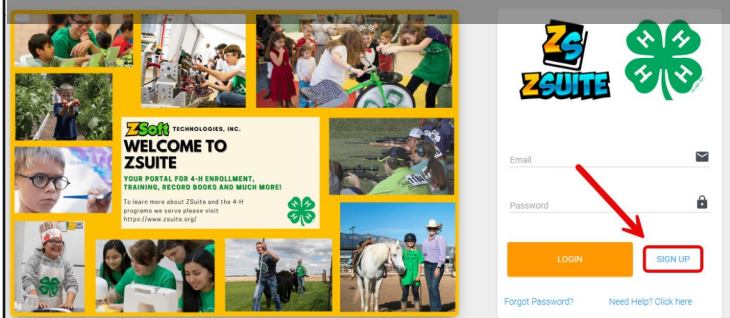 ZSoft TECHNOLOGIES, INC.
WELCOME TO
ZSUITE
YOUR PORTAL FOR 4-H ENROLLMENT,
TRAINING, RECORD BOOKS AND MUCH MORE!
To learn more about ZSuite and the 4-H
programs we serve please visit
https://www.zsuite.org/
H H
H H
ZS
ZSUITE
H H
H H
Email
Password
LOGIN
SIGN UP
Forgot Password?
Need Help? Click here